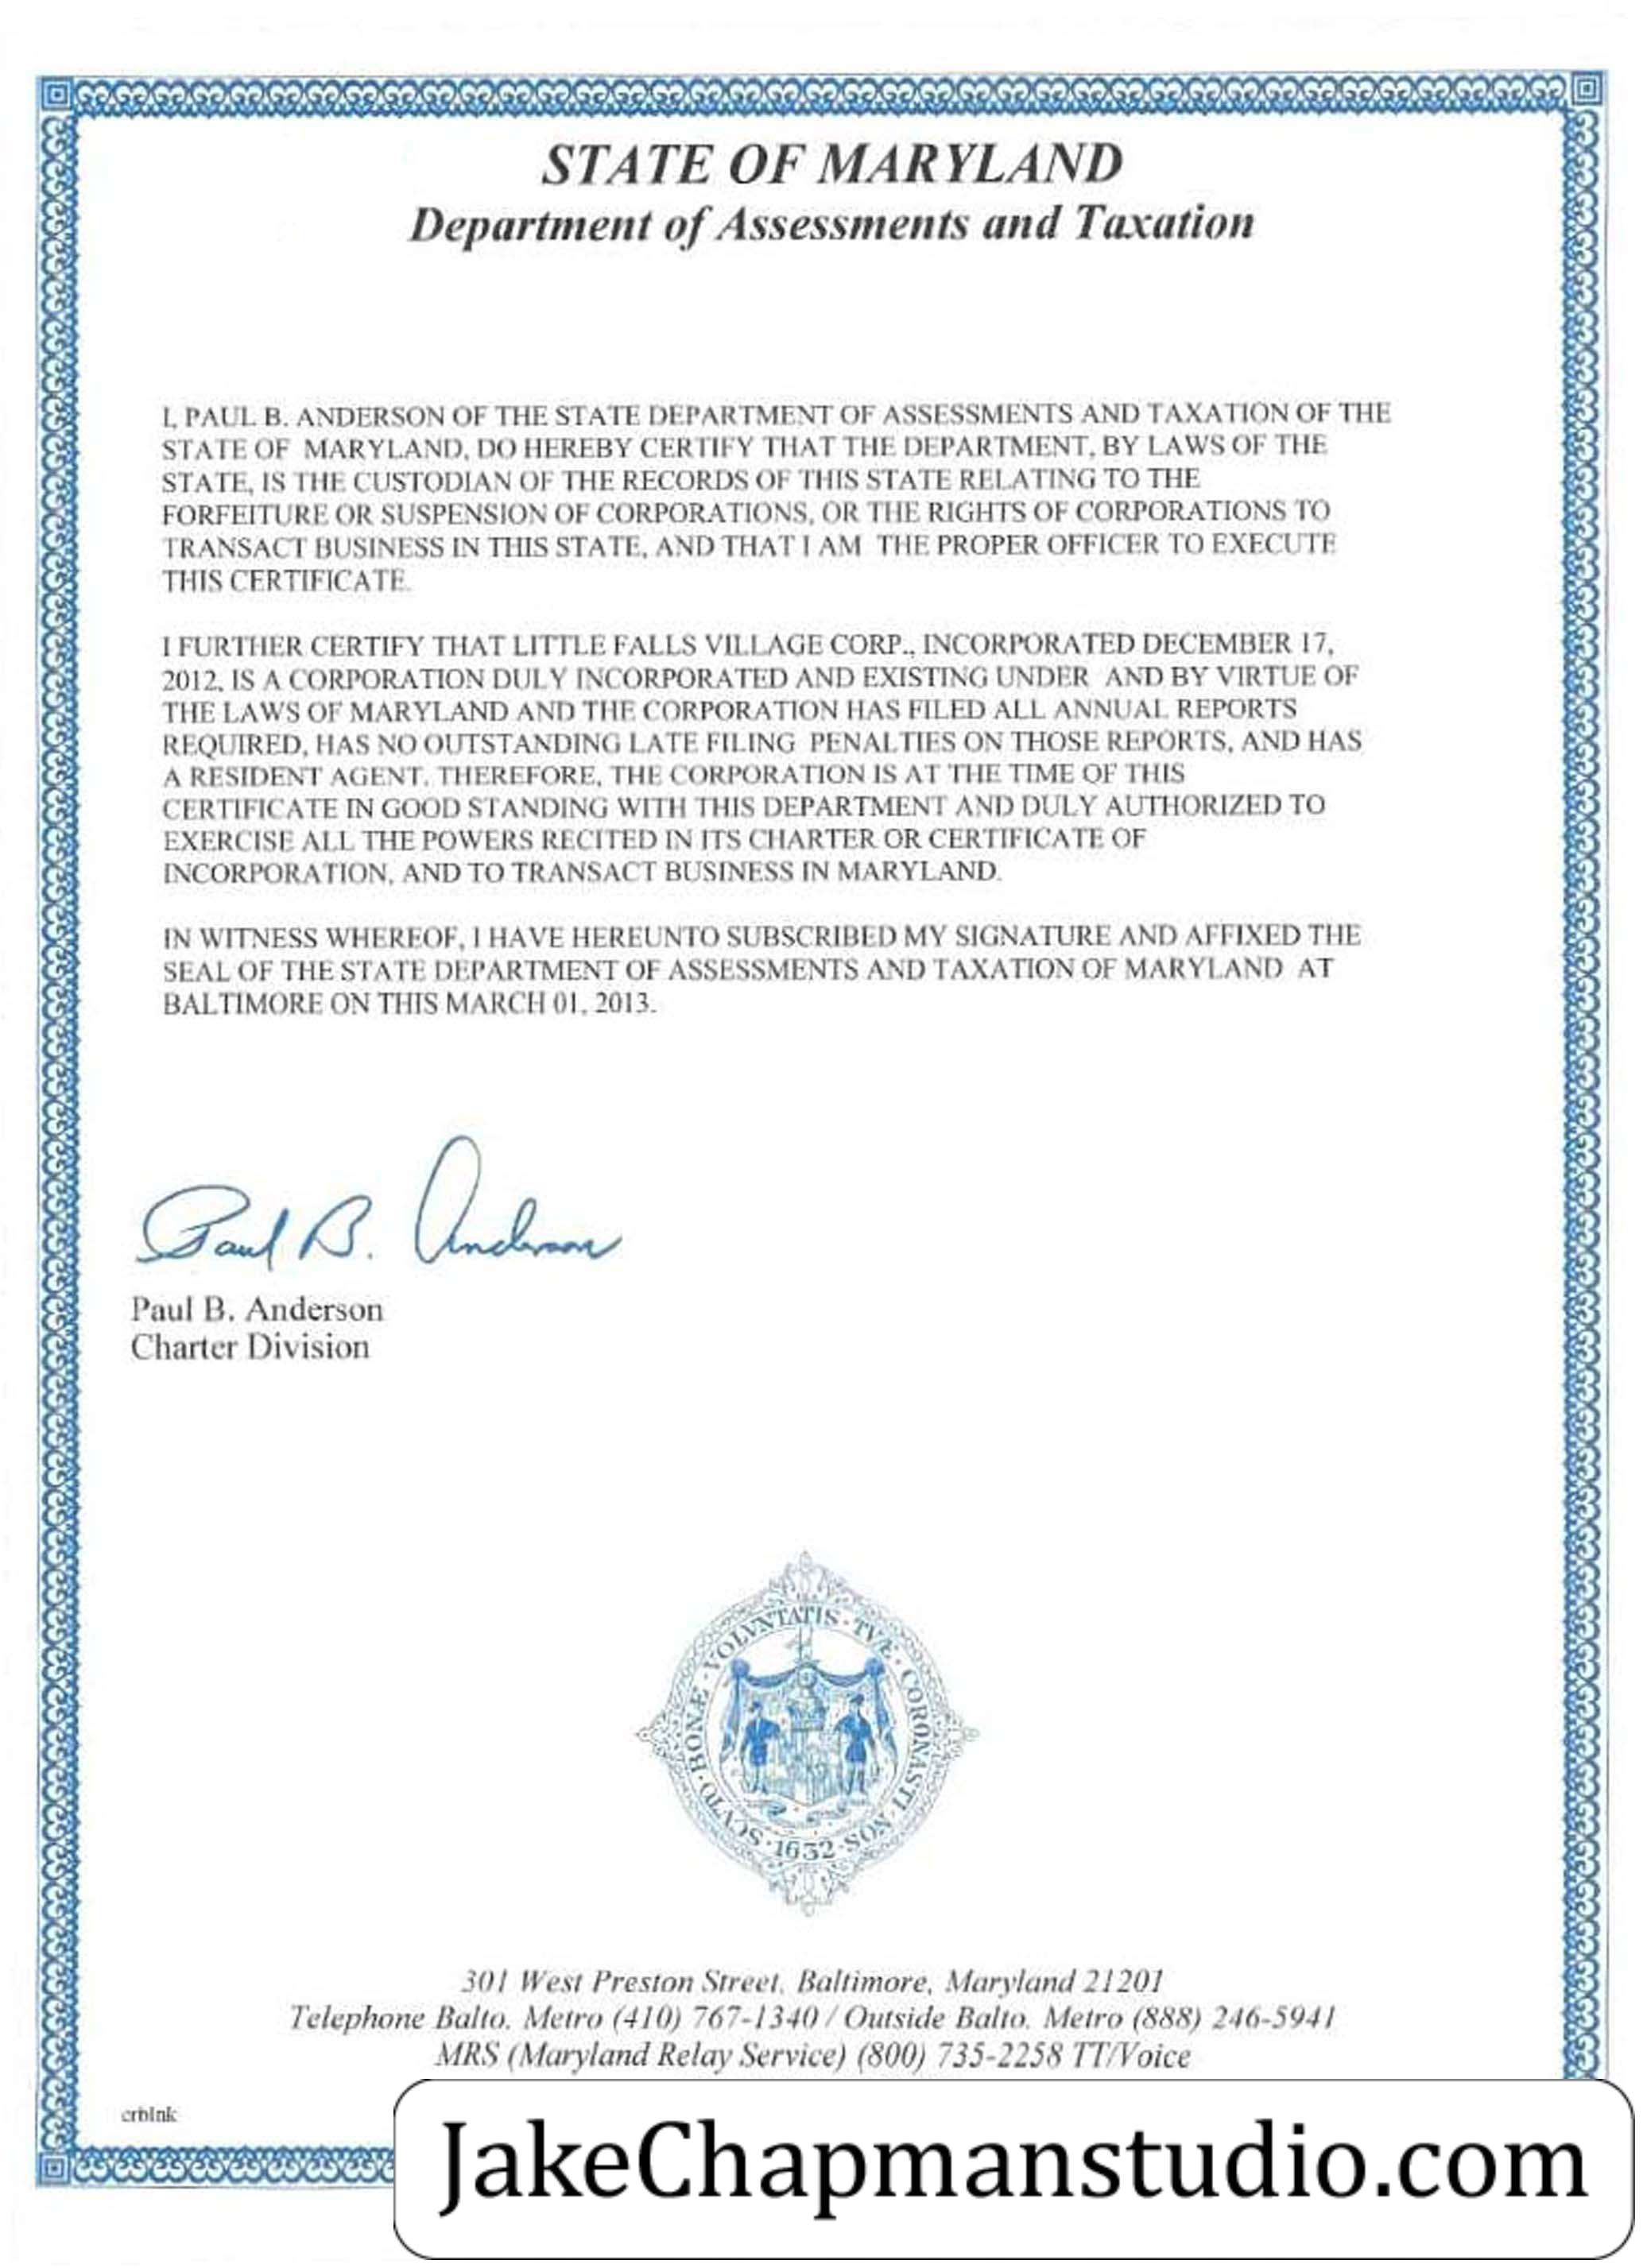 STATE OF MARYLAND
Department of Assessments and Taxation
I, PAUL B. ANDERSON OF THE STATE DEPARTMENT OF ASSESSMENTS AND TAXATION OF THE
STATE OF MARYLAND, DO HEREBY CERTIFY THAT THE DEPARTMENT, BY LAWS OF THE
STATE, IS THE CUSTODIAN OF THE RECORDS OF THIS STATE RELATING TO THE
FORFEITURE OR SUSPENSION OF CORPORATIONS, OR THE RIGHTS OF CORPORATIONS TO
TRANSACT BUSINESS IN THIS STATE, AND THAT I AM THE PROPER OFFICER TO EXECUTE
THIS CERTIFICATE.
I FURTHER CERTIFY THAT LITTLE FALLS VILLAGE CORP., INCORPORATED DECEMBER 17,
2012, IS A CORPORATION DULY INCORPORATED AND EXISTING UNDER AND BY VIRTUE OF
THE LAWS OF MARYLAND AND THE CORPORATION HAS FILED ALL ANNUAL REPORTS
REQUIRED, HAS NO OUTSTANDING LATE FILING PENALTIES ON THOSE REPORTS, AND HAS
A RESIDENT AGENT. THEREFORE, THE CORPORATION IS AT THE TIME OF THIS
CERTIFICATE IN GOOD STANDING WITH THIS DEPARTMENT AND DULY AUTHORIZED TO
EXERCISE ALL THE POWERS RECITED IN ITS CHARTER OR CERTIFICATE OF
INCORPORATION, AND TO TRANSACT BUSINESS IN MARYLAND.
IN WITNESS WHEREOF, I HAVE HEREUNTO SUBSCRIBED MY SIGNATURE AND AFFIXED THE
SEAL OF THE STATE DEPARTMENT OF ASSESSMENTS AND TAXATION OF MARYLAND AT
BALTIMORE ON THIS MARCH 01, 2013.
Paul B. Anderson
Paul B. Anderson
Charter Division
SCVTO · BONÆ · VOLVNTATIS · TVÆ · CORONASTI · NOS · 1632
301 West Preston Street, Baltimore, Maryland 21201
Telephone Balto. Metro (410) 767-1340 / Outside Balto. Metro (888) 246-5941
MRS (Maryland Relay Service) (800) 735-2258 TT/Voice
crblnk
JakeChapmanstudio.com